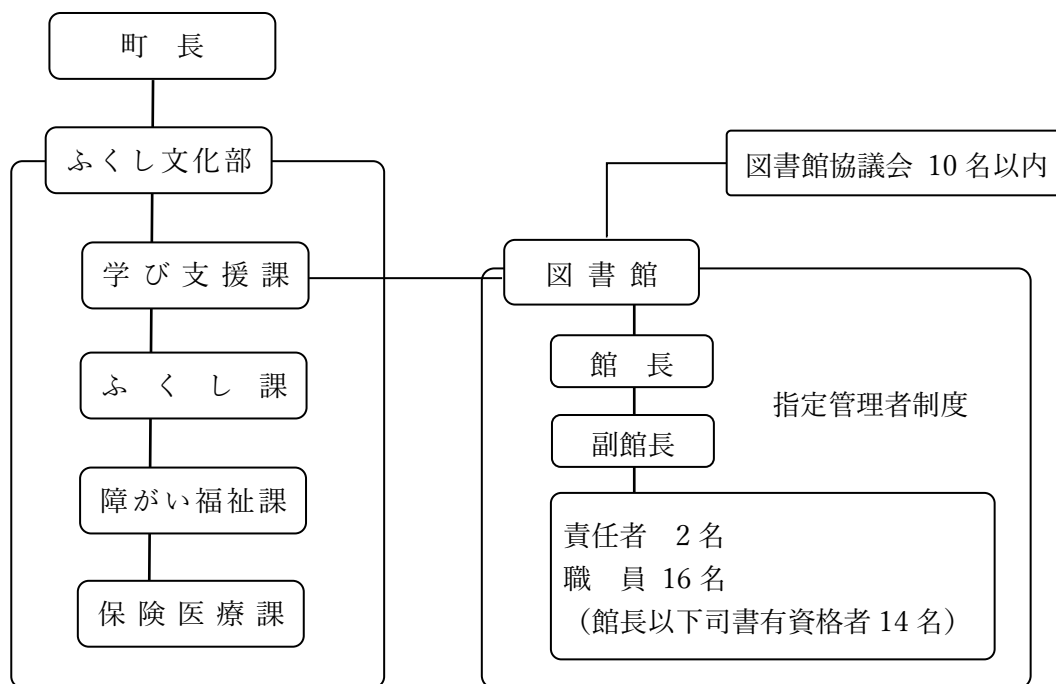 町 長
ふくし文化部
学び支援課
ふくし課
障がい福祉課
保険医療課
図書館協議会 10名以内
図書館
館 長
副館長
指定管理者制度
責任者 2名
職 員 16名
（館長以下司書有資格者14名）